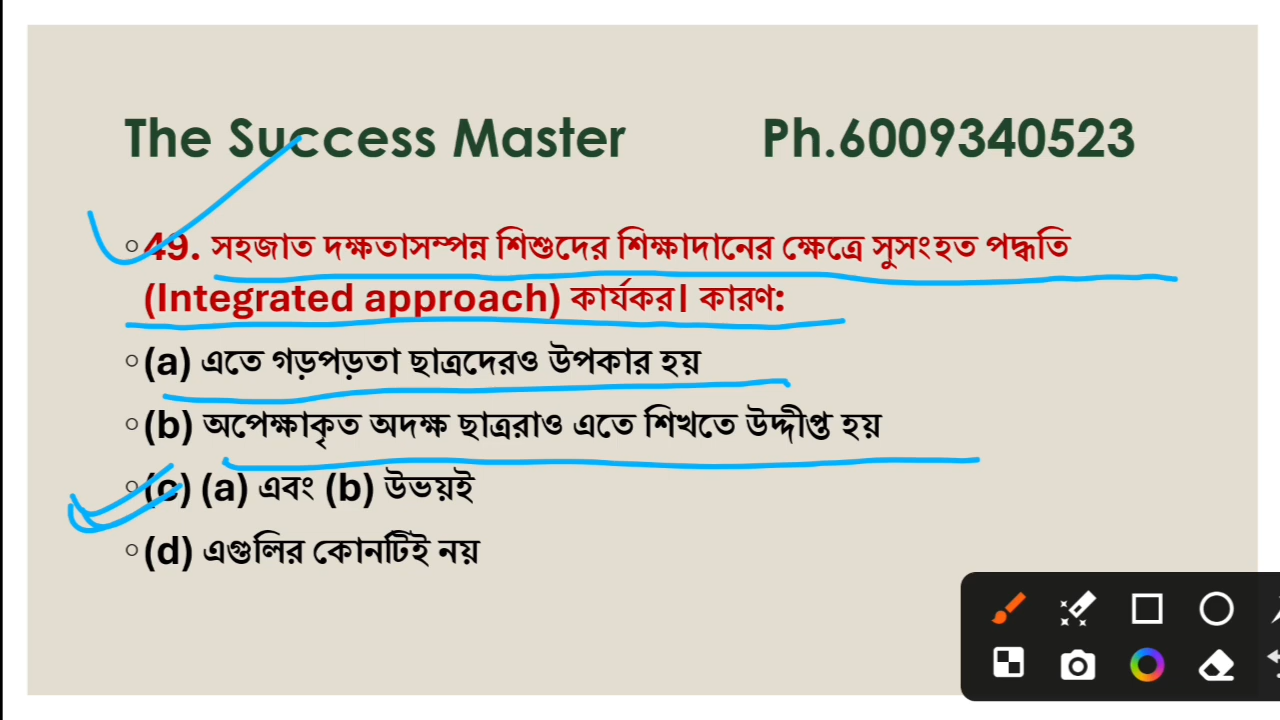 The Success Master Ph.6009340523
49. সহজাত দক্ষতাসম্পন্ন শিশুদের শিক্ষাদানের ক্ষেত্রে সুসংহত পদ্ধতি
(Integrated approach) কার্যকর। কারণ:
(a) এতে গড়পড়তা ছাত্রদেরও উপকার হয়
(b) অপেক্ষাকৃত অদক্ষ ছাত্ররাও এতে শিখতে উদ্দীপ্ত হয়
(c) (a) এবং (b) উভয়ই
(d) এগুলির কোনটিই নয়